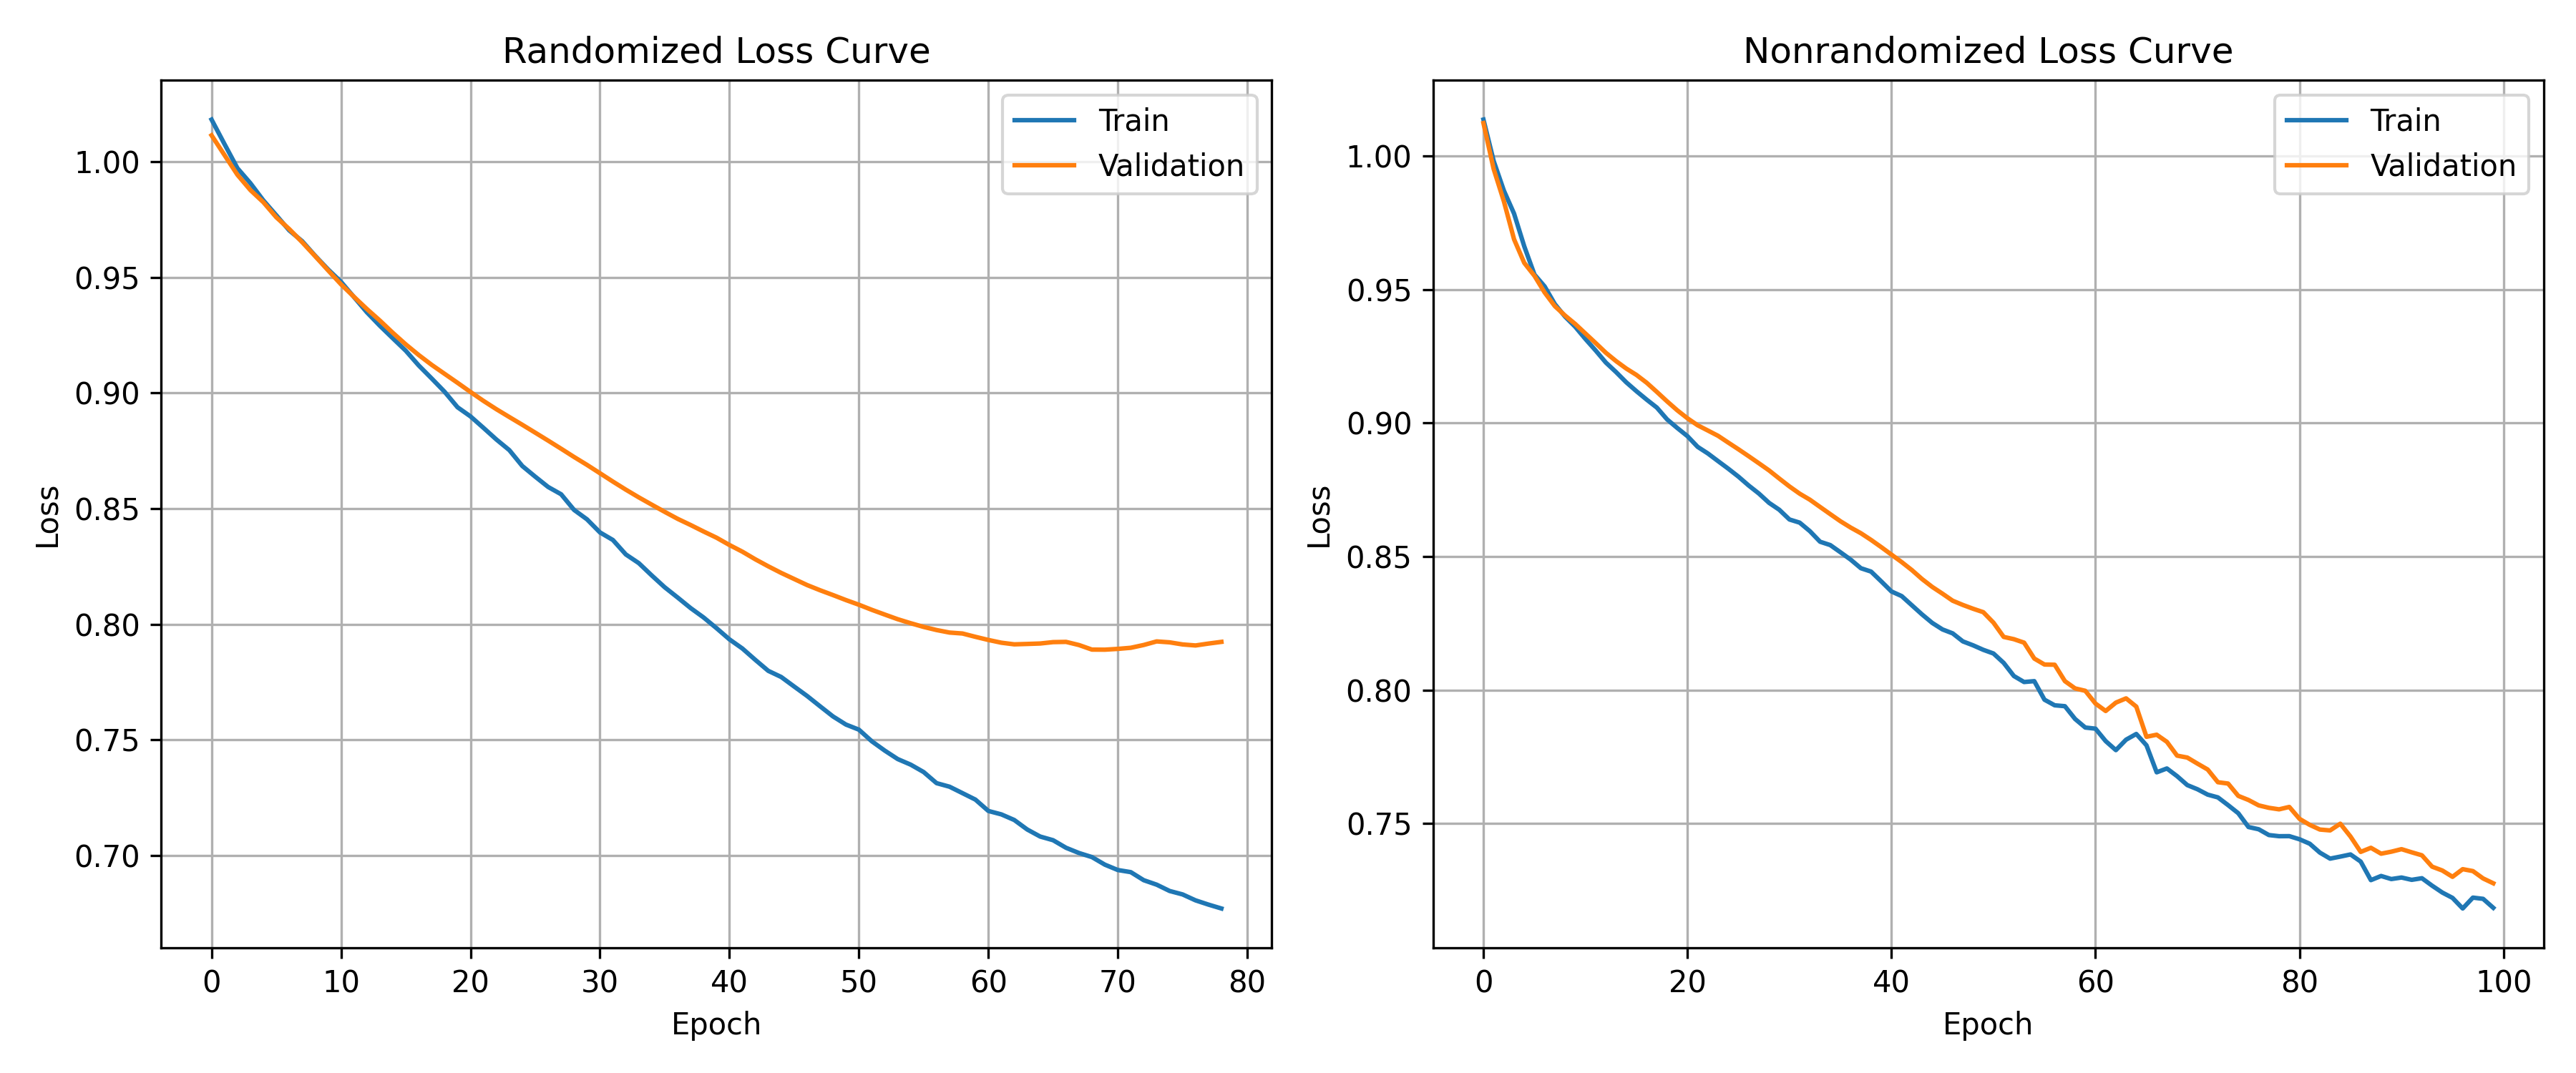 Randomized Loss Curve
Train
Validation
1.00
0.95
0.90
0.85
0.80
0.75
0.70
Loss
0 10 20 30 40 50 60 70 80
Epoch
Nonrandomized Loss Curve
Train
Validation
1.00
0.95
0.90
0.85
0.80
0.75
Loss
0 20 40 60 80 100
Epoch